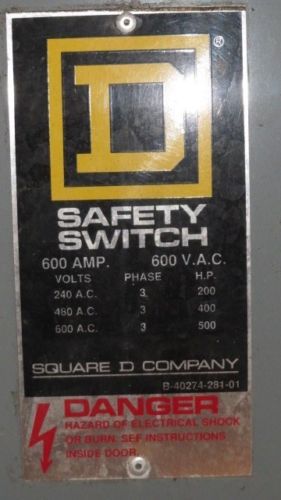 D
®
SAFETY
SWITCH
600 AMP. 600 V.A.C.
VOLTS PHASE H.P.
240 A.C. 3 200
480 A.C. 3 400
600 A.C. 3 500
SQUARE D COMPANY
B-40274-281-01
DANGER
HAZARD OF ELECTRICAL SHOCK
OR BURN. SEE INSTRUCTIONS
INSIDE DOOR.